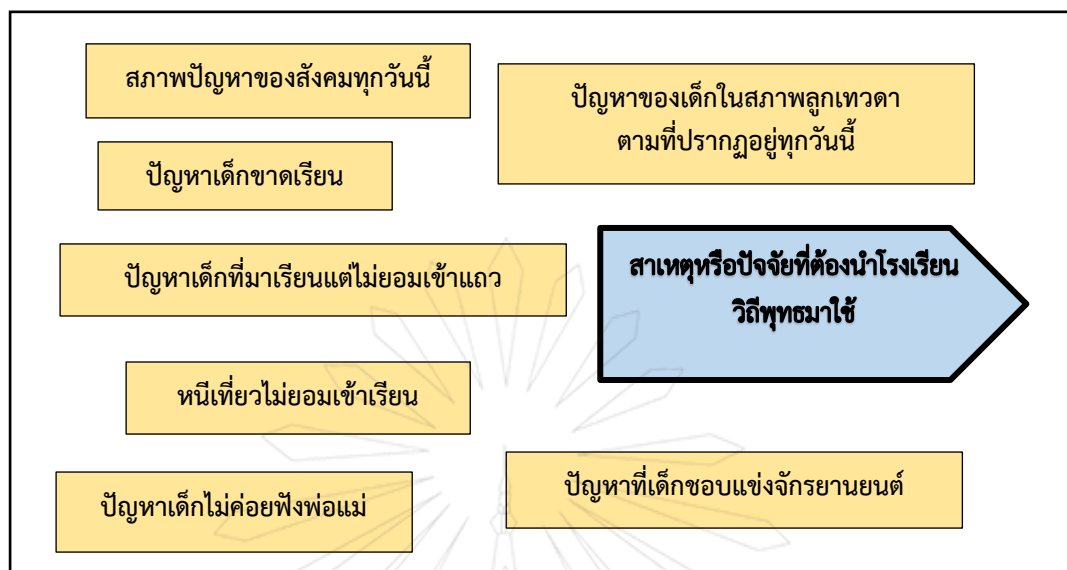 สภาพปัญหาของสังคมทุกวันนี้
ปัญหาของเด็กในสภาพลูกเทวดา
ตามที่ปรากฏอยู่ทุกวันนี้
ปัญหาเด็กขาดเรียน
ปัญหาเด็กที่มาเรียนแต่ไม่ยอมเข้าแถว
สาเหตุหรือปัจจัยที่ต้องนำโรงเรียน
วิถีพุทธมาใช้
หนีเที่ยวไม่ยอมเข้าเรียน
ปัญหาที่เด็กชอบแข่งจักรยานยนต์
ปัญหาเด็กไม่ค่อยฟังพ่อแม่